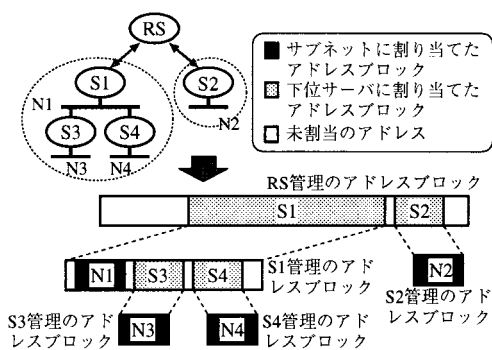 RS
S1
S2
N1
N2
S3
S4
N3
N4
サブネットに割り当てた
アドレスブロック
下位サーバに割り当てた
アドレスブロック
未割当のアドレス
RS管理のアドレスブロック
S1
S2
N1
S3
S4
S1管理のアド
レスブロック
N2
S2管理のアド
レスブロック
S3管理のアド
レスブロック
N3
N4
S4管理のアド
レスブロック